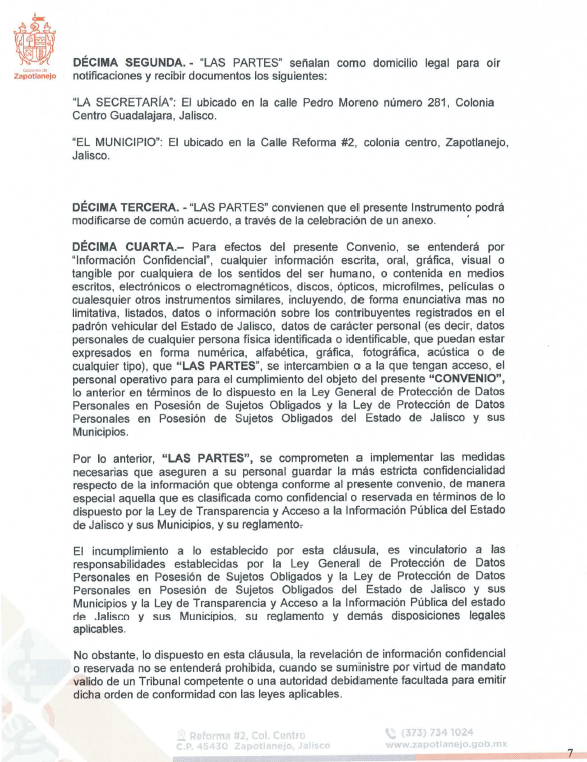 Gobierno de
Zapotlanejo
DÉCIMA SEGUNDA. - “LAS PARTES” señalan como domicilio legal para oír
notificaciones y recibir documentos los siguientes:
“LA SECRETARÍA”: El ubicado en la calle Pedro Moreno número 281, Colonia
Centro Guadalajara, Jalisco.
“EL MUNICIPIO”: El ubicado en la Calle Reforma #2, colonia centro, Zapotlanejo,
Jalisco.
DÉCIMA TERCERA. - “LAS PARTES” convienen que el presente Instrumento podrá
modificarse de común acuerdo, a través de la celebración de un anexo.
DÉCIMA CUARTA.– Para efectos del presente Convenio, se entenderá por
“Información Confidencial”, cualquier información escrita, oral, gráfica, visual o
tangible por cualquiera de los sentidos del ser humano, o contenida en medios
escritos, electrónicos o electromagnéticos, discos, ópticos, microfilmes, películas o
cualesquier otros instrumentos similares, incluyendo, de forma enunciativa mas no
limitativa, listados, datos o información sobre los contribuyentes registrados en el
padrón vehicular del Estado de Jalisco, datos de carácter personal (es decir, datos
personales de cualquier persona física identificada o identificable, que puedan estar
expresados en forma numérica, alfabética, gráfica, fotográfica, acústica o de
cualquier tipo), que “LAS PARTES”, se intercambien o a la que tengan acceso, el
personal operativo para para el cumplimiento del objeto del presente “CONVENIO”,
lo anterior en términos de lo dispuesto en la Ley General de Protección de Datos
Personales en Posesión de Sujetos Obligados y la Ley de Protección de Datos
Personales en Posesión de Sujetos Obligados del Estado de Jalisco y sus
Municipios.
Por lo anterior, “LAS PARTES”, se comprometen a implementar las medidas
necesarias que aseguren a su personal guardar la más estricta confidencialidad
respecto de la información que obtenga conforme al presente convenio, de manera
especial aquella que es clasificada como confidencial o reservada en términos de lo
dispuesto por la Ley de Transparencia y Acceso a la Información Pública del Estado
de Jalisco y sus Municipios, y su reglamento.
El incumplimiento a lo establecido por esta cláusula, es vinculatorio a las
responsabilidades establecidas por la Ley General de Protección de Datos
Personales en Posesión de Sujetos Obligados y la Ley de Protección de Datos
Personales en Posesión de Sujetos Obligados del Estado de Jalisco y sus
Municipios y la Ley de Transparencia y Acceso a la Información Pública del estado
de Jalisco y sus Municipios, su reglamento y demás disposiciones legales
aplicables.
No obstante, lo dispuesto en esta cláusula, la revelación de información confidencial
o reservada no se entenderá prohibida, cuando se suministre por virtud de mandato
valido de un Tribunal competente o una autoridad debidamente facultada para emitir
dicha orden de conformidad con las leyes aplicables.
Reforma #2, Col. Centro
C.P. 45430 Zapotlanejo, Jalisco
(373) 734 1024
www.zapotlanejo.gob.mx
7